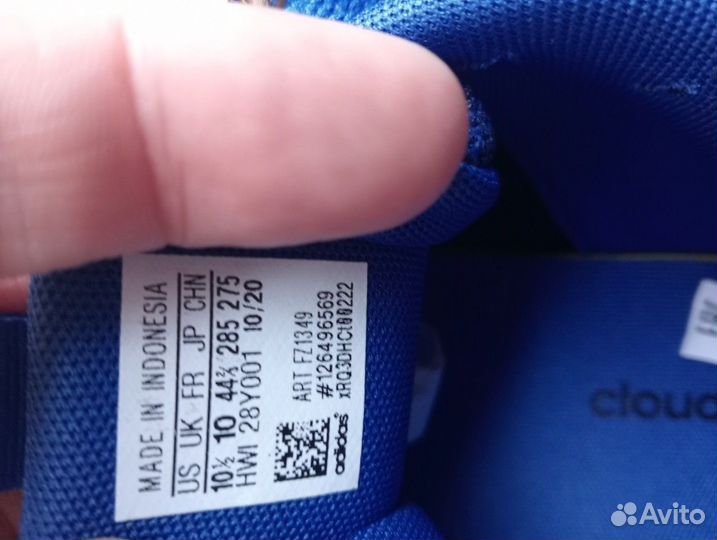 MADE IN INDONESIA
US UK FR JP CHN
10½ 10 44⅔ 285 275
HWI 28Y001 10/20
ART FZ1349
#126496569
xRQ3DHCt00222
adidas
cloud
Avito